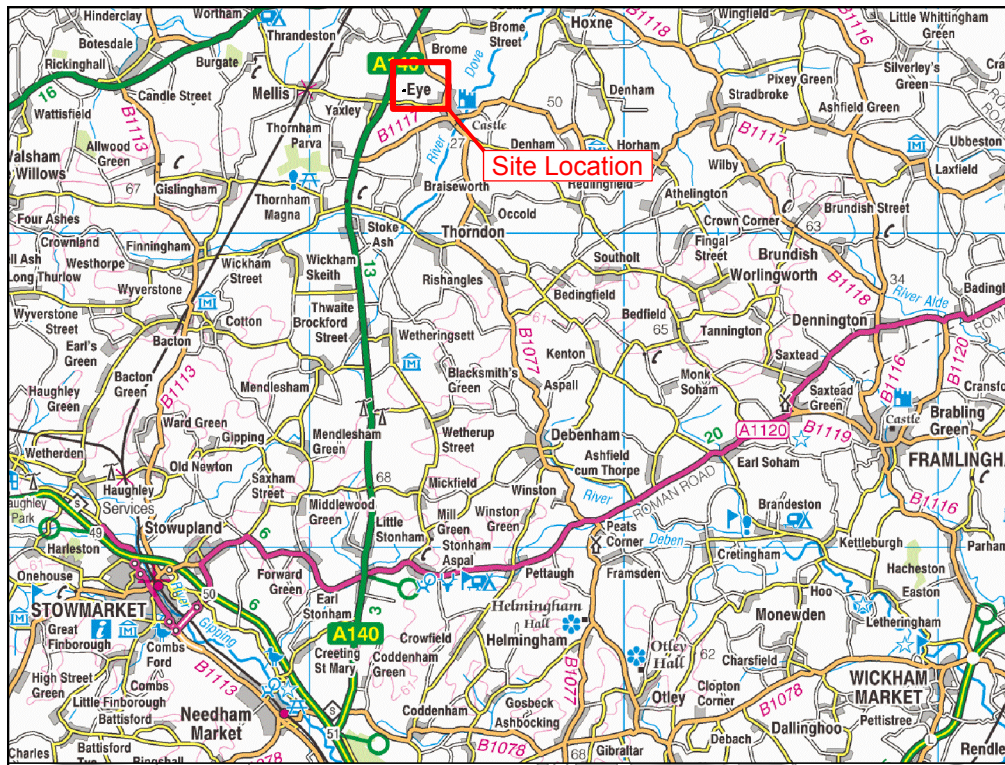 Hinderclay
Wortham
Thrandeston
Brome
Brome
Street
Hoxne
B1118
Wingfield
B1116
Little Whittingham
Green
Botesdale
Rickinghall
Burgate
A140
Dove
Denham
Pixey Green
Silverley's
Green
16
Candle Street
Mellis
-Eye
Stradbroke
Wattisfield
B1113
Yaxley
B1117
Castle
50
Ashfield Green
Allwood
Green
Thornham
Parva
River
27
Denham
Horham
B1117
Ubbeston
Walsham
Willows
Site Location
Wilby
Laxfield
67
Gislingham
Thornham
Magna
Braiseworth
Redlingfield
Athelington
Four Ashes
Occold
Crown Corner
Brundish Street
Crownland
Finningham
Stoke
Ash
Thorndon
Fingal
Street
63
Long Thurlow
Westhorpe
Wickham
Street
Wickham
Skeith
13
Rishangles
Southolt
Brundish
Worlingworth
34
Wyverstone
Thwaite
Bedingfield
B1118
River Alde
Wyverstone
Street
Cotton
Brockford
Street
Wetheringsett
61
Bedfield
65
Tannington
Dennington
Earl's
Green
Bacton
B1077
Kenton
Saxtead
B1116
B1120
Haughley
Green
Bacton
Green
B1113
Mendlesham
Blacksmith's
Green
Aspall
Monk
Soham
Saxtead
Green
Castle
Brabling
Green
Ward Green
Gipping
Mendlesham
Green
Wetherup
Street
Debenham
20
A1120
B1119
Wetherden
Old Newton
Ashfield
cum Thorpe
Earl Soham
FRAMLINGHA
Haughley
Services
Saxham
Street
68
Mickfield
Winston
River
ROMAN ROAD
B1116
Haughley
Park
S
49
Stowupland
Middlewood
Green
Little
Stonham
Mill
Green
Winston
Green
Peats
Corner
Brandeston
Harleston
6
Stonham
Aspal
Deben
Cretingham
Kettleburgh
Parham
Onehouse
50
Forward
Green
Pettaugh
Framsden
Hacheston
STOWMARKET
6
Earl
Stonham
3
Helmingham
Hall
Hoo
Easton
Great
Finborough
River
Gipping
A140
Crowfield
Helmingham
Monewden
Letheringham
Combs
Ford
Creeting
St Mary
Coddenham
Green
Otley
Hall
62
Charsfield
High Street
Green
Combs
B1113
61
B1077
WICKHAM
MARKET
Little Finborough
Battisford
Needham
Market
S
Coddenham
Gosbeck
Otley
Clopton
Corner
B1078
Pettistree
Ashbocking
Debach
Dallinghoo
Charles
Battisford
51
B1078
68
Gibraltar
L